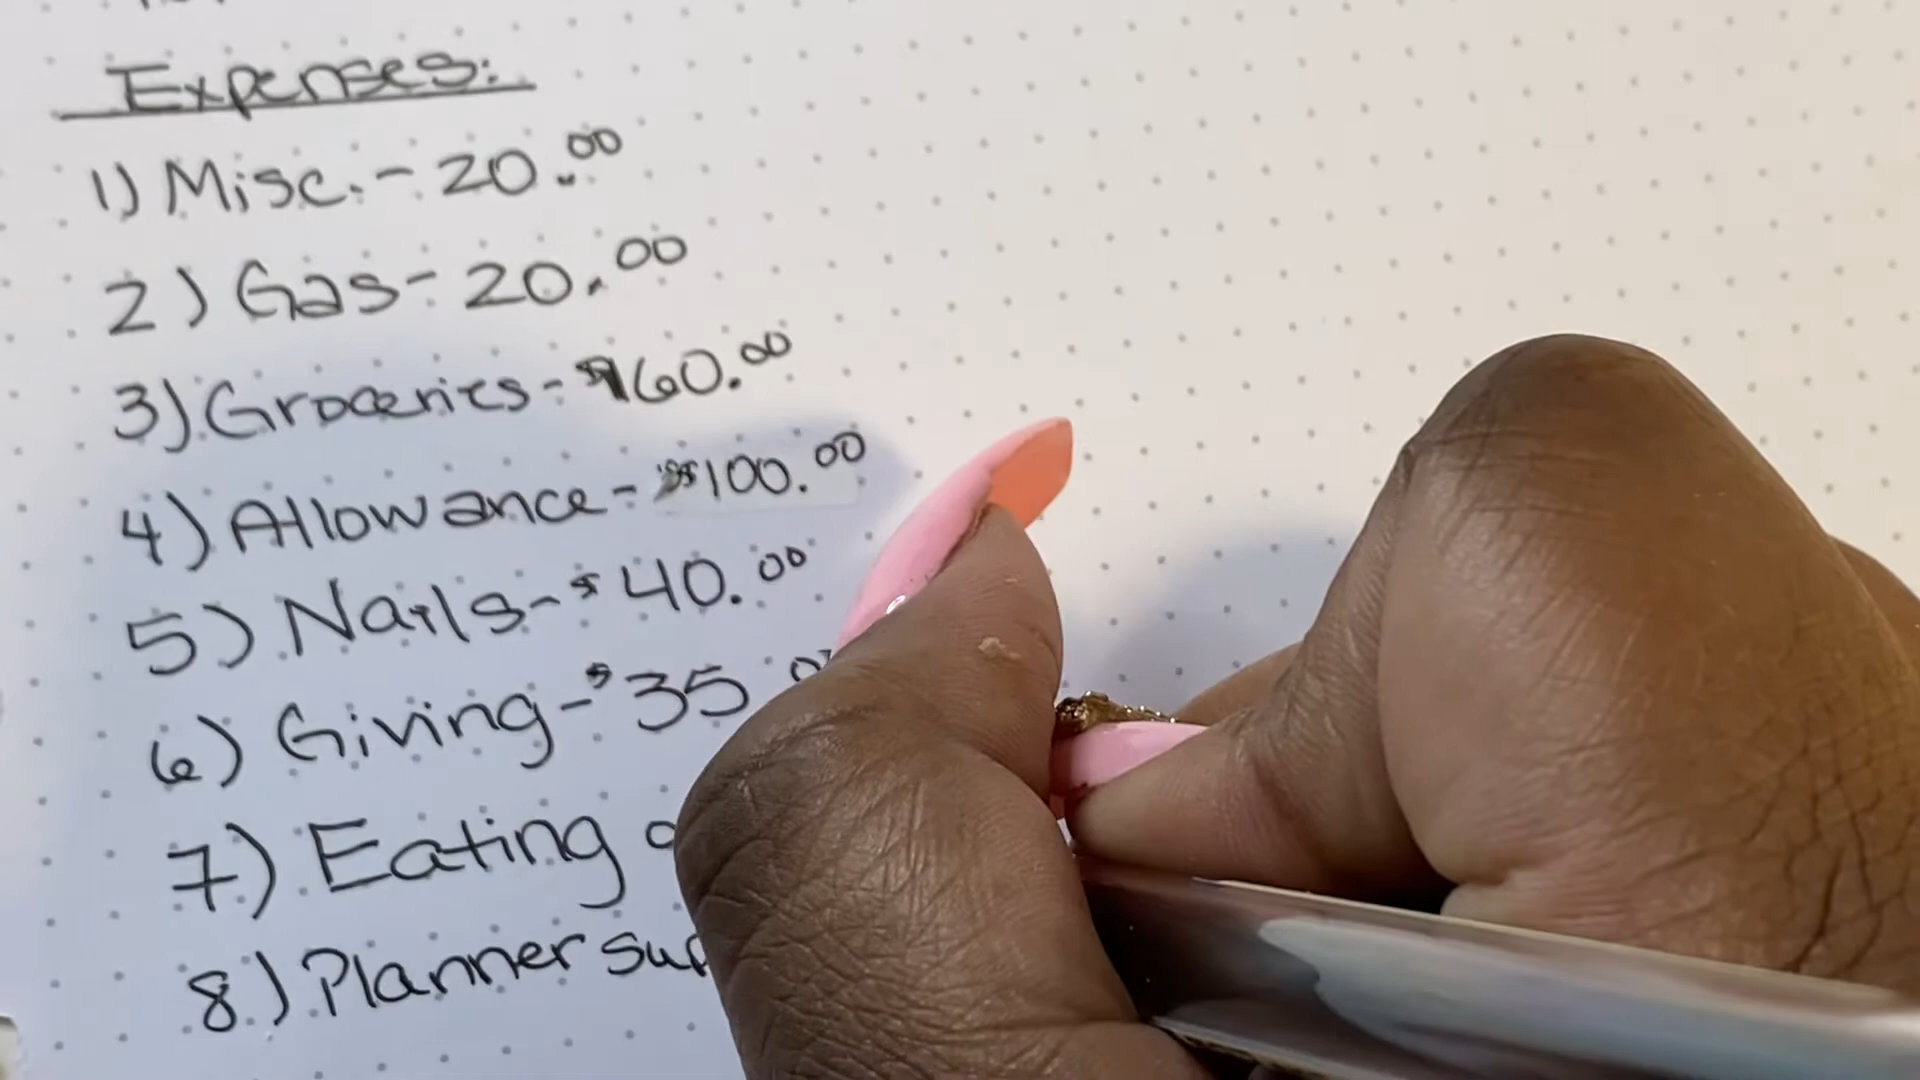 Expenses:
1) Misc. - 20.00
2) Gas - 20.00
3) Groceries - $160.00
4) Allowance - $100.00
5) Nails - $40.00
6) Giving - $35
7) Eating
8) Planner